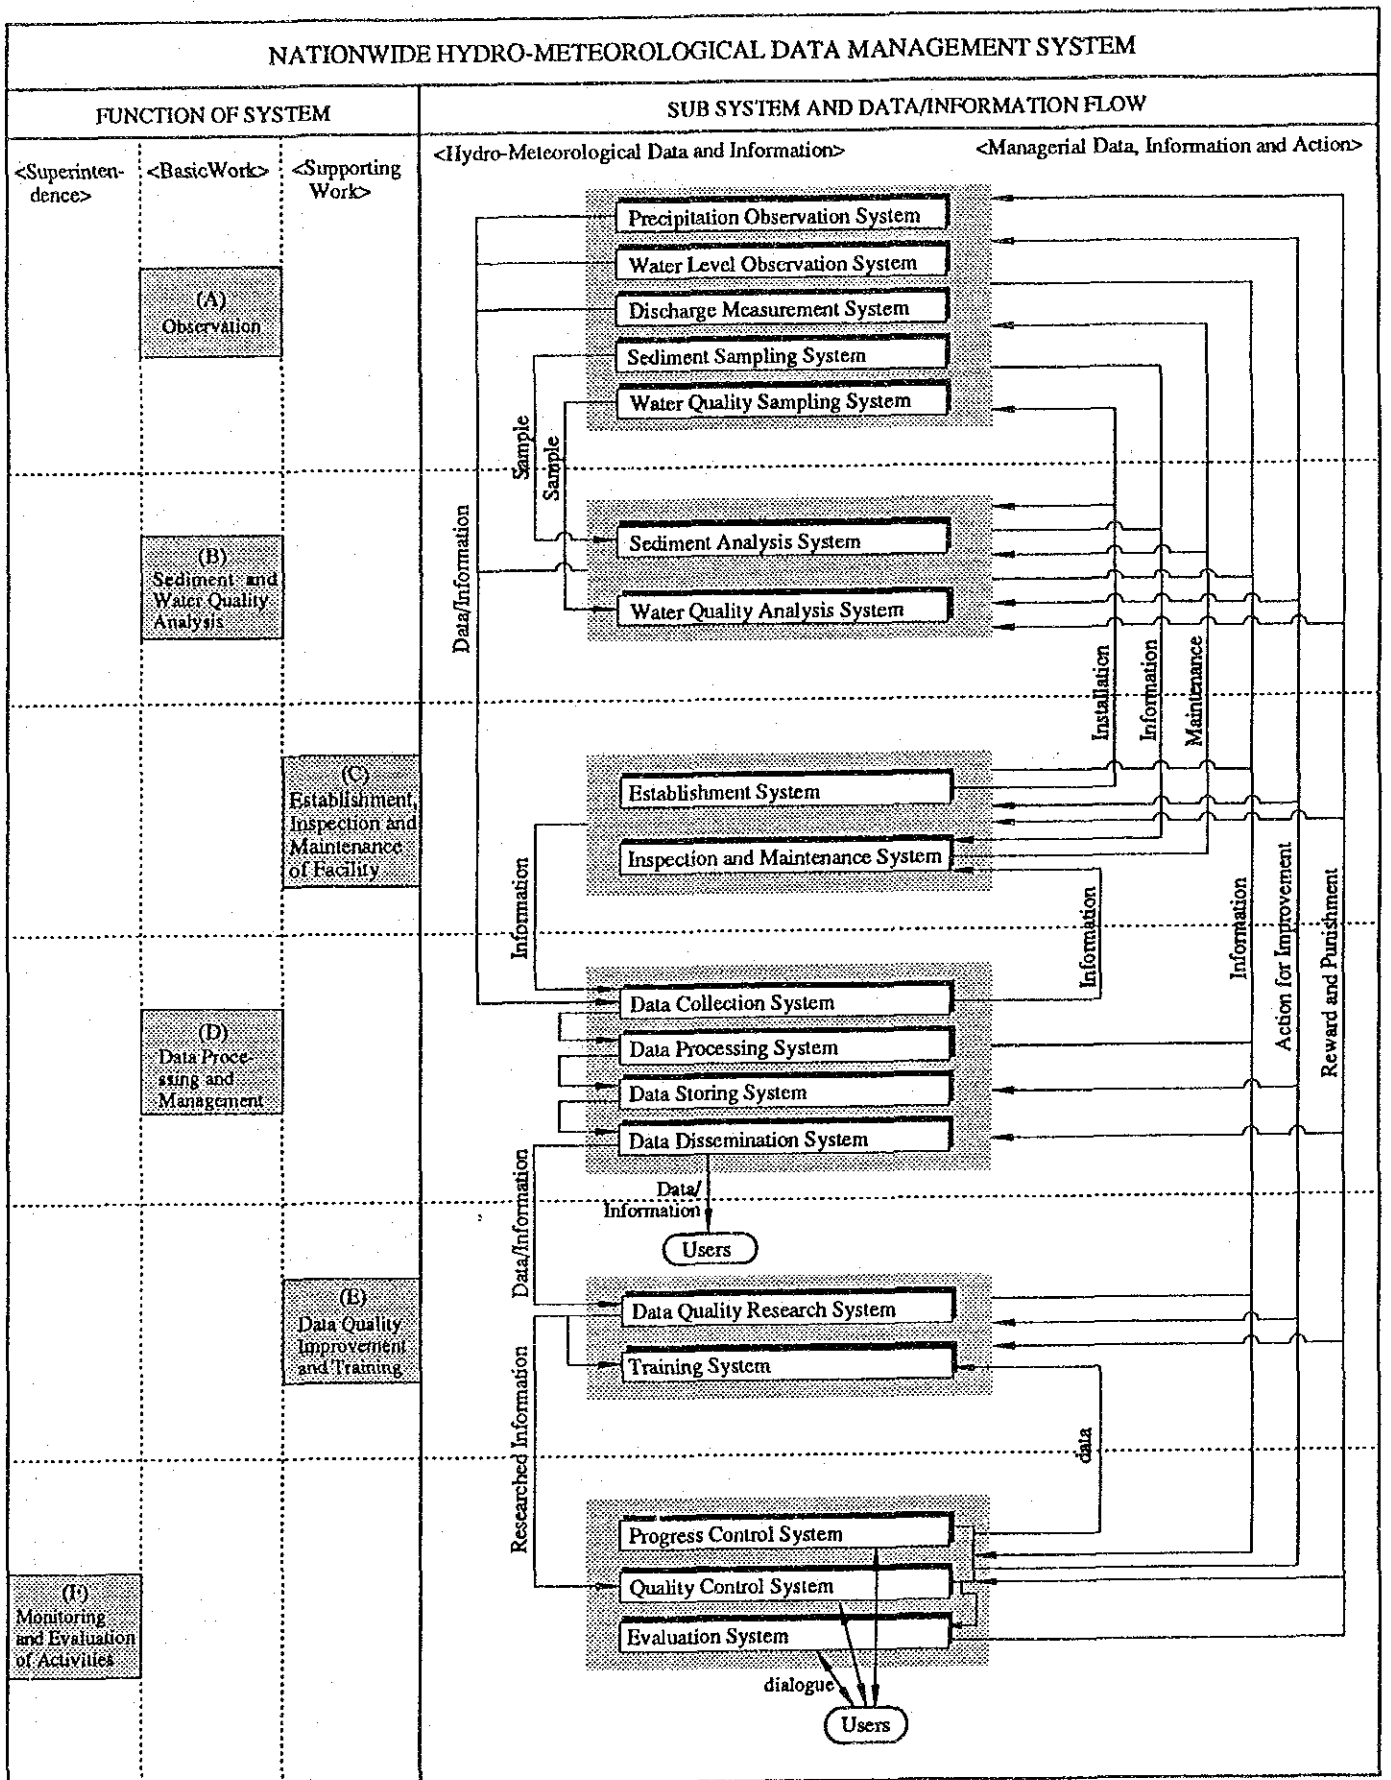 NATIONWIDE HYDRO-METEOROLOGICAL DATA MANAGEMENT SYSTEM
FUNCTION OF SYSTEM
SUB SYSTEM AND DATA/INFORMATION FLOW
<Superinten-
dence>
<BasicWork>
<Supporting
Work>
<Hydro-Meteorological Data and Information>
<Managerial Data, Information and Action>
(A)
Observation
Precipitation Observation System
Water Level Observation System
Discharge Measurement System
Sediment Sampling System
Water Quality Sampling System
Sample
Sample
Data/Information
(B)
Sediment and
Water Quality
Analysis
Sediment Analysis System
Water Quality Analysis System
Installation
Information
Maintenance
(C)
Establishment,
Inspection and
Maintenance
of Facility
Establishment System
Inspection and Maintenance System
Information
Information
Information
Action for Improvement
Reward and Punishment
(D)
Data Proce-
ssing and
Management
Data Collection System
Data Processing System
Data Storing System
Data Dissemination System
Data/
Information
Users
Data/Information
(E)
Data Quality
Improvement
and Training
Data Quality Research System
Training System
Researched Information
data
Monitoring
and Evaluation
of Activities
Progress Control System
Quality Control System
Evaluation System
dialogue
Users